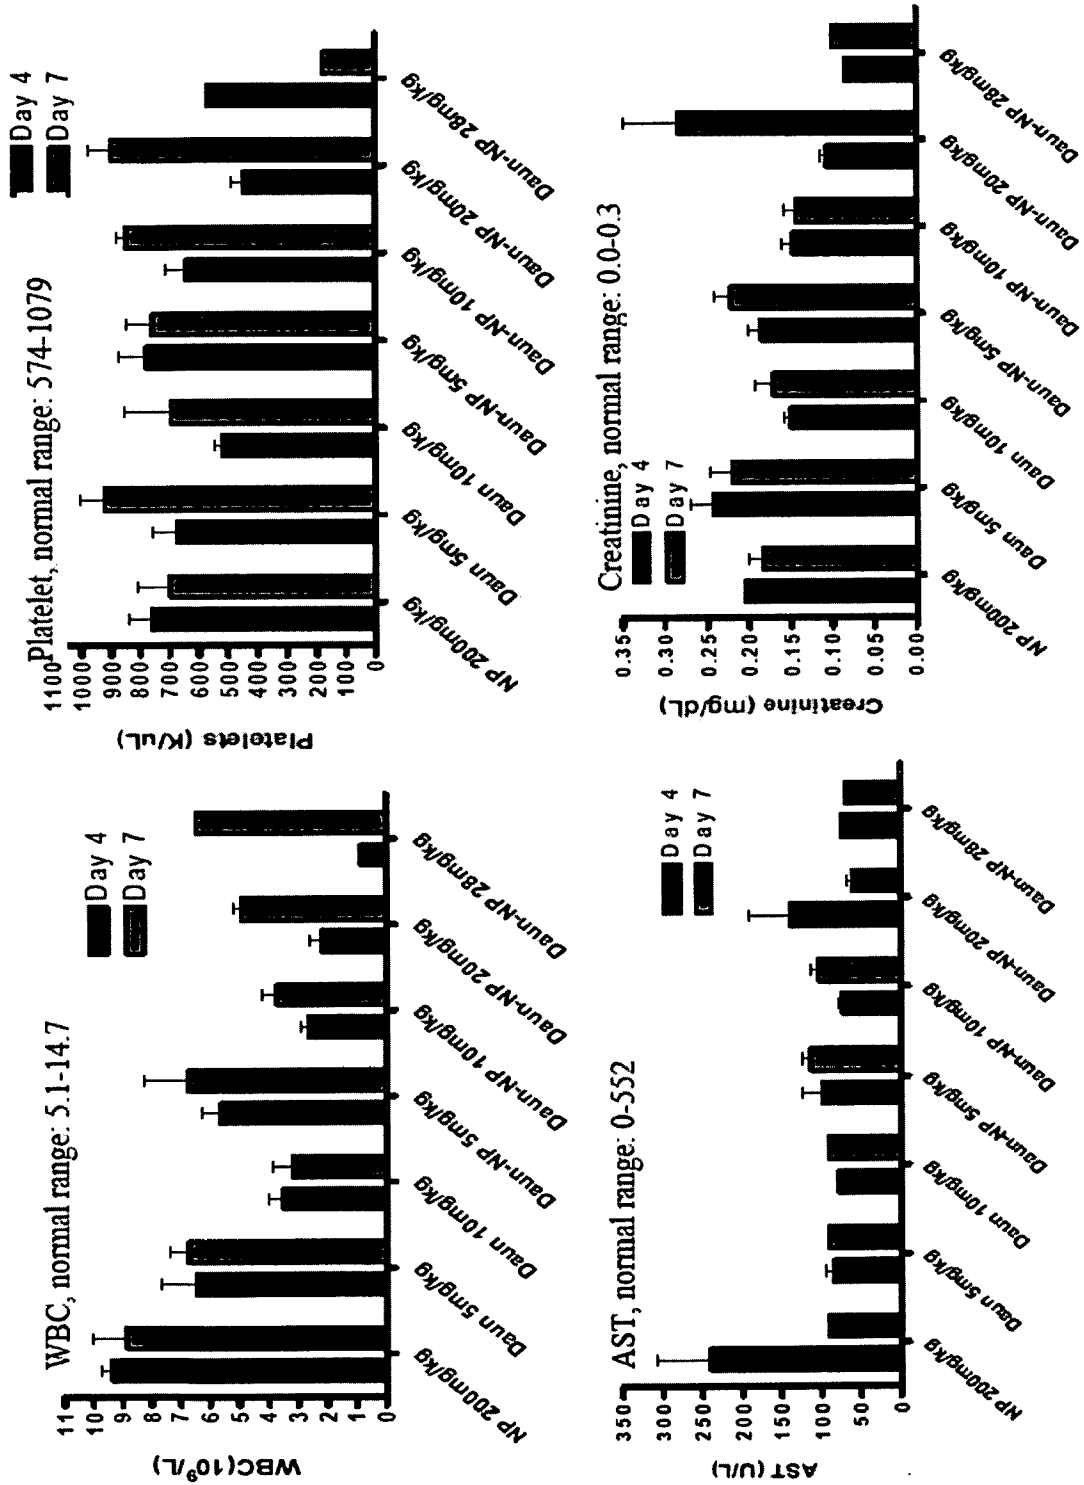 WBC, normal range: 5.1-14.7
Day 4
Day 7
WBC(10⁹/L)
11
10
9
8
7
6
5
4
3
2
1
0
NP 200mg/kg
Daun 5mg/kg
Daun 10mg/kg
Daun-NP 5mg/kg
Daun-NP 10mg/kg
Daun-NP 20mg/kg
Daun-NP 28mg/kg
Platelet, normal range: 574-1079
Day 4
Day 7
Platelets (K/uL)
1100
1000
900
800
700
600
500
400
300
200
100
0
NP 200mg/kg
Daun 5mg/kg
Daun 10mg/kg
Daun-NP 5mg/kg
Daun-NP 10mg/kg
Daun-NP 20mg/kg
Daun-NP 28mg/kg
AST, normal range: 0-552
Day 4
Day 7
AST (U/L)
350
300
250
200
150
100
50
0
NP 200mg/kg
Daun 5mg/kg
Daun 10mg/kg
Daun-NP 5mg/kg
Daun-NP 10mg/kg
Daun-NP 20mg/kg
Daun-NP 28mg/kg
Creatinine, normal range: 0.0-0.3
Day 4
Day 7
Creatinine (mg/dL)
0.35
0.30
0.25
0.20
0.15
0.10
0.05
0.00
NP 200mg/kg
Daun 5mg/kg
Daun 10mg/kg
Daun-NP 5mg/kg
Daun-NP 10mg/kg
Daun-NP 20mg/kg
Daun-NP 28mg/kg